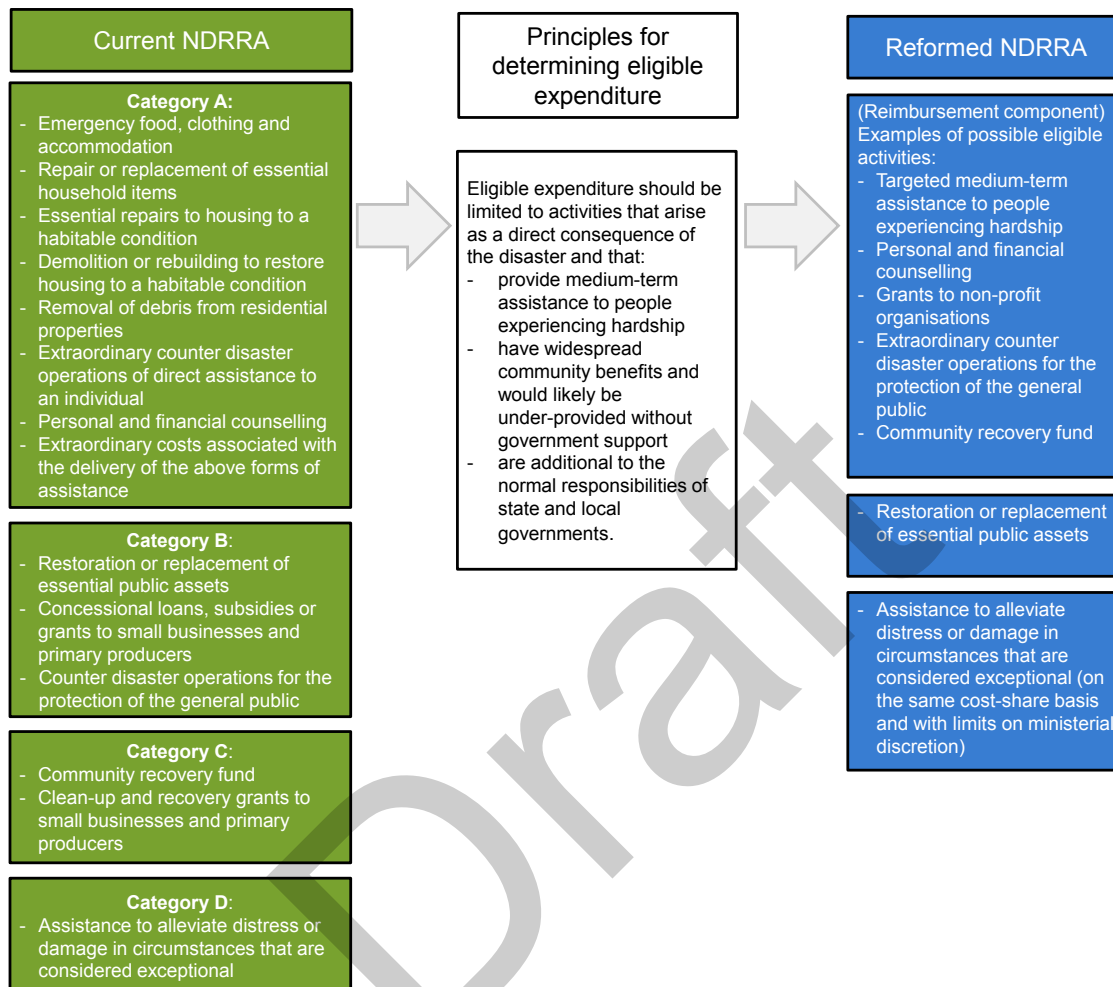 Current NDRRA
Category A:
- Emergency food, clothing and
accommodation
- Repair or replacement of essential
household items
- Essential repairs to housing to a
habitable condition
- Demolition or rebuilding to restore
housing to a habitable condition
- Removal of debris from residential
properties
- Extraordinary counter disaster
operations of direct assistance to
an individual
- Personal and financial counselling
- Extraordinary costs associated with
the delivery of the above forms of
assistance
Category B:
- Restoration or replacement of
essential public assets
- Concessional loans, subsidies or
grants to small businesses and
primary producers
- Counter disaster operations for the
protection of the general public
Category C:
- Community recovery fund
- Clean-up and recovery grants to
small businesses and primary
producers
Category D:
- Assistance to alleviate distress or
damage in circumstances that are
considered exceptional
Principles for
determining eligible
expenditure
Eligible expenditure should be
limited to activities that arise
as a direct consequence of
the disaster and that:
- provide medium-term
assistance to people
experiencing hardship
- have widespread
community benefits and
would likely be
under-provided without
government support
- are additional to the
normal responsibilities of
state and local
governments.
Reformed NDRRA
(Reimbursement component)
Examples of possible eligible
activities:
- Targeted medium-term
assistance to people
experiencing hardship
- Personal and financial
counselling
- Grants to non-profit
organisations
- Extraordinary counter
disaster operations for the
protection of the general
public
- Community recovery fund
- Restoration or replacement
of essential public assets
- Assistance to alleviate
distress or damage in
circumstances that are
considered exceptional (on
the same cost-share basis
and with limits on ministerial
discretion)
Draft